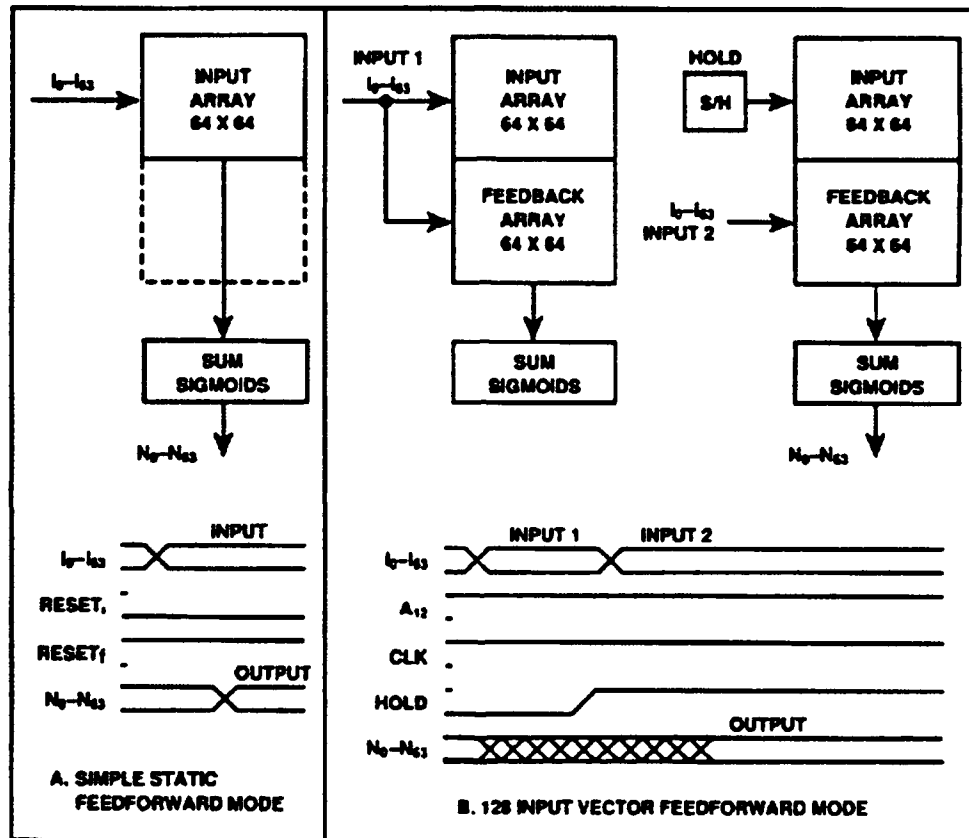 I₀–I₆₃
INPUT
ARRAY
64 X 64
SUM
SIGMOIDS
N₀–N₆₃
INPUT
I₀–I₆₃
RESETᵢ
RESETf
OUTPUT
N₀–N₆₃
A. SIMPLE STATIC
FEEDFORWARD MODE
INPUT 1
I₀–I₆₃
INPUT
ARRAY
64 X 64
FEEDBACK
ARRAY
64 X 64
SUM
SIGMOIDS
HOLD
S/H
INPUT
ARRAY
64 X 64
I₀–I₆₃
INPUT 2
FEEDBACK
ARRAY
64 X 64
SUM
SIGMOIDS
N₀–N₆₃
INPUT 1 INPUT 2
I₀–I₆₃
A₁₂
CLK
HOLD
OUTPUT
N₀–N₆₃
B. 128 INPUT VECTOR FEEDFORWARD MODE